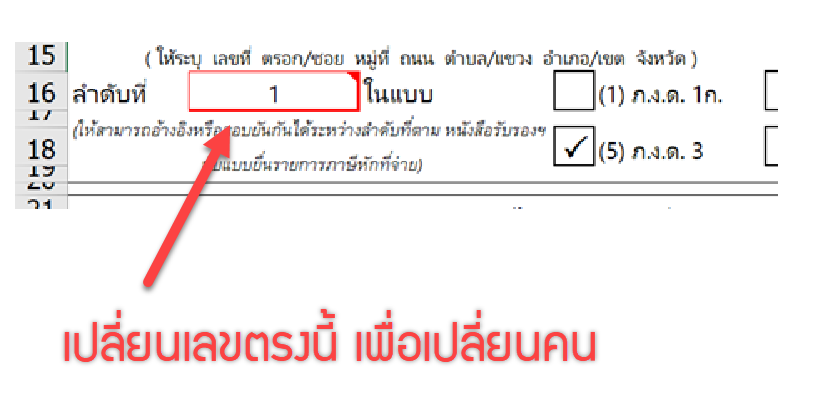 15 ( ให้ระบุ เลขที่ ตรอก/ซอย หมู่ที่ ถนน ตำบล/แขวง อำเภอ/เขต จังหวัด )
16 ลำดับที่ 1 ในแบบ (1) ภ.ง.ด. 1ก.
17
(ให้สามารถอ้างอิงหรือสอบยันกันได้ระหว่างลำดับที่ตาม หนังสือรับรองฯ
18 ✓ (5) ภ.ง.ด. 3
แบบยื่นรายการภาษีหักที่จ่าย)
19
20
21
เปลี่ยนเลขตรงนี้ เพื่อเปลี่ยนคน